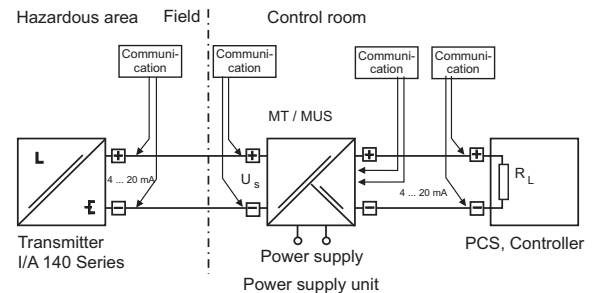 Hazardous area
Field
Control room
Communi-
cation
Communi-
cation
Communi-
cation
Communi-
cation
MT / MUS
L
4 ... 20 mA
U s
4 ... 20 mA
R L
Transmitter
I/A 140 Series
Power supply
PCS, Controller
Power supply unit